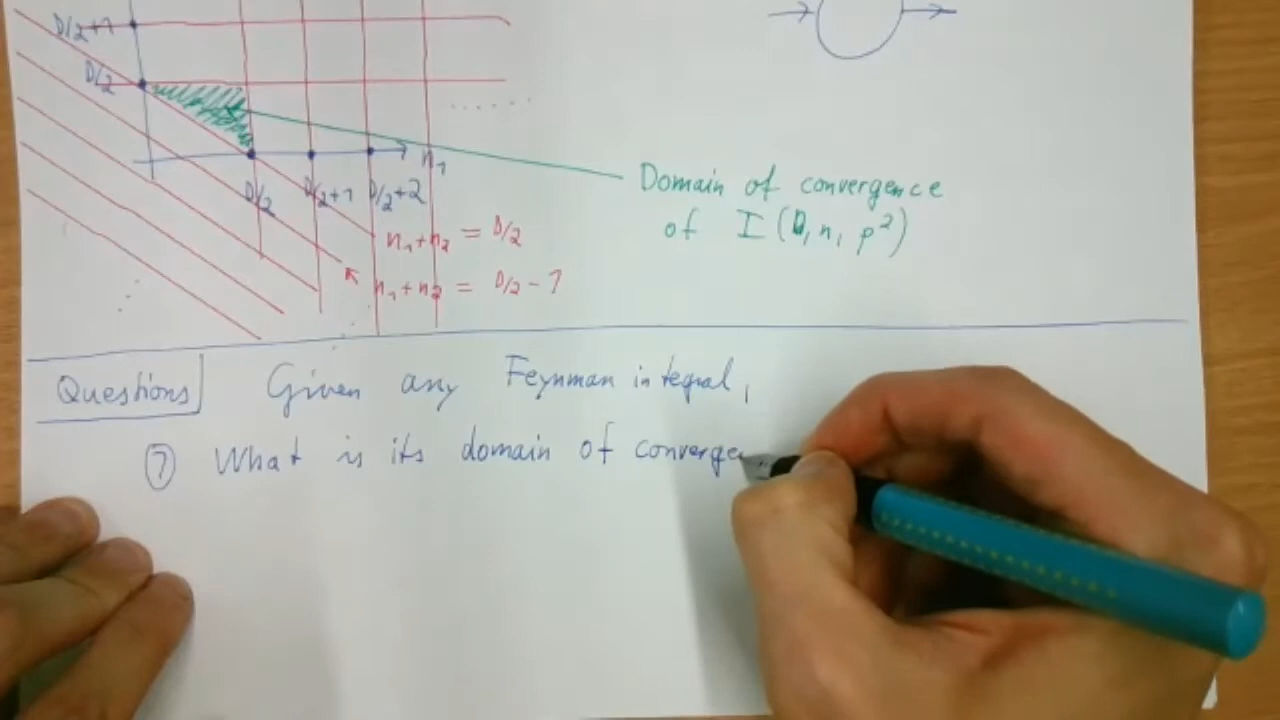 D/2+1
D/2
n₁
D/2 D/2+1 D/2+2
n₁+n₂ = D/2
n₁+n₂ = D/2-1
Domain of convergence
of I(D, n, p²)
Questions Given any Feynman integral,
① What is its domain of converge